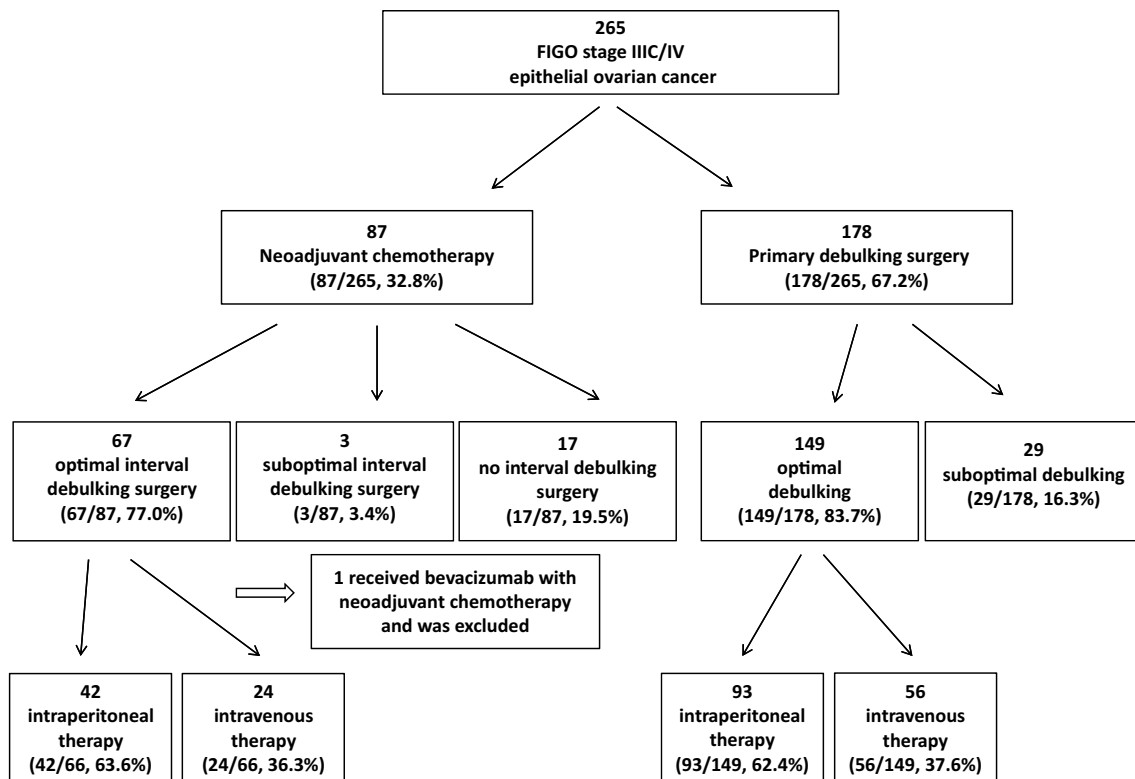 265
FIGO stage IIIC/IV
epithelial ovarian cancer
87
Neoadjuvant chemotherapy
(87/265, 32.8%)
178
Primary debulking surgery
(178/265, 67.2%)
67
optimal interval
debulking surgery
(67/87, 77.0%)
3
suboptimal interval
debulking surgery
(3/87, 3.4%)
17
no interval debulking
surgery
(17/87, 19.5%)
149
optimal
debulking
(149/178, 83.7%)
29
suboptimal debulking
(29/178, 16.3%)
1 received bevacizumab with
neoadjuvant chemotherapy
and was excluded
42
intraperitoneal
therapy
(42/66, 63.6%)
24
intravenous
therapy
(24/66, 36.3%)
93
intraperitoneal
therapy
(93/149, 62.4%)
56
intravenous
therapy
(56/149, 37.6%)